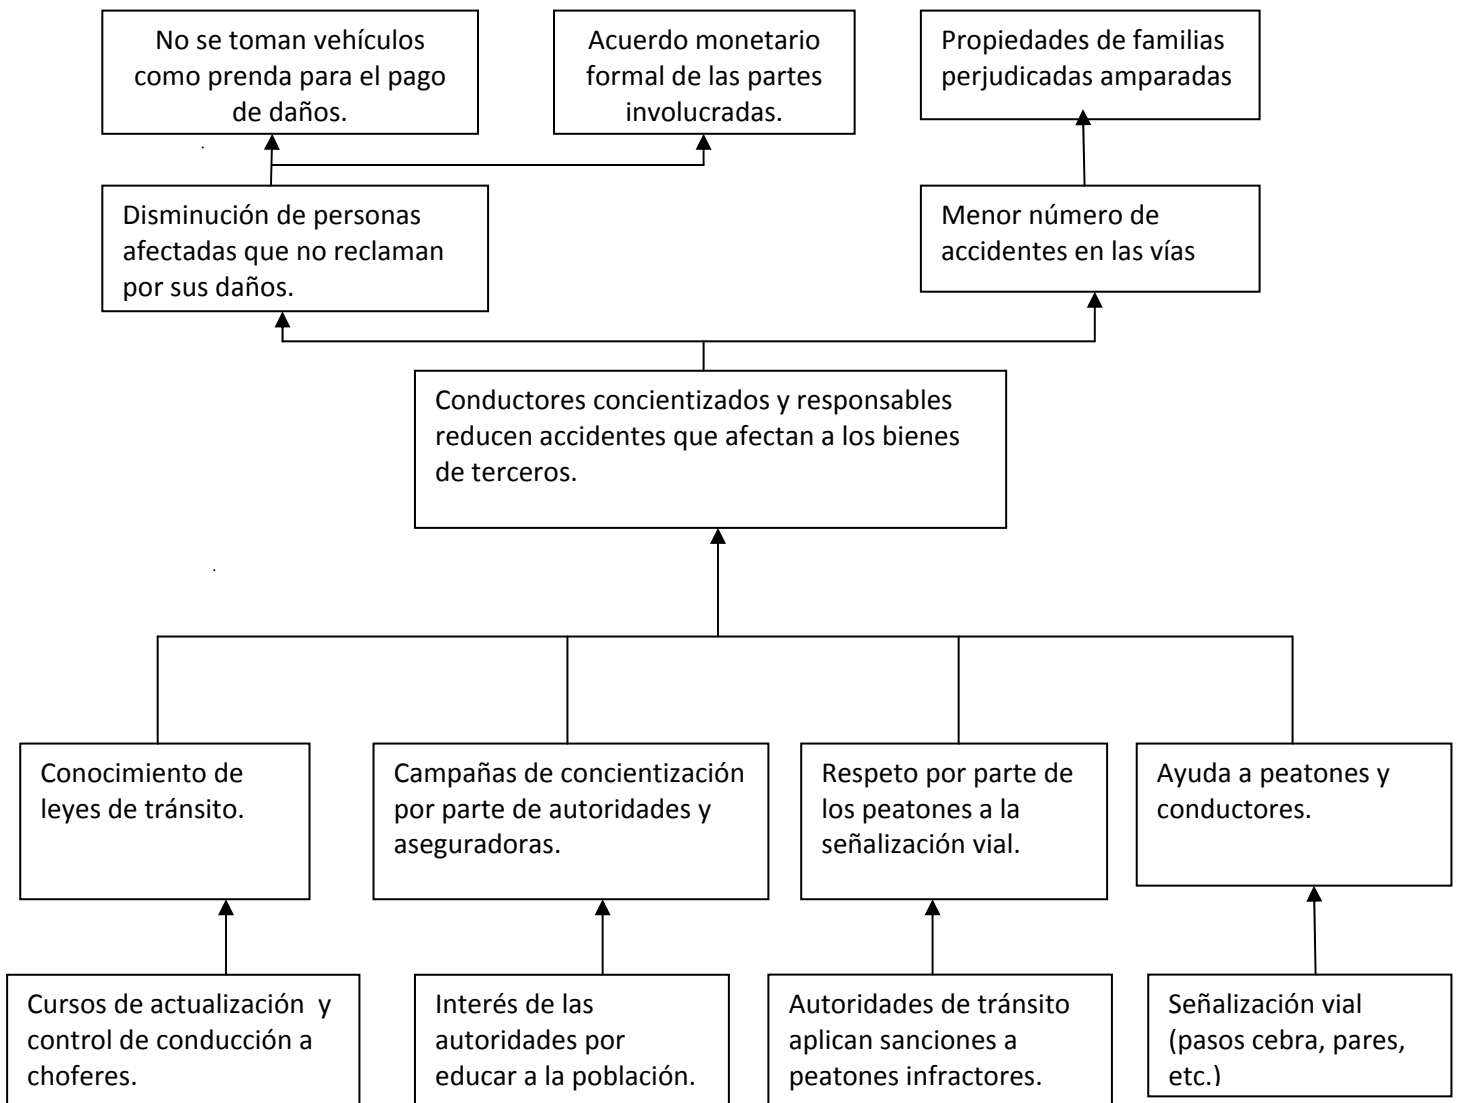 No se toman vehículos
como prenda para el pago
de daños.
Acuerdo monetario
formal de las partes
involucradas.
Propiedades de familias
perjudicadas amparadas
Disminución de personas
afectadas que no reclaman
por sus daños.
Menor número de
accidentes en las vías
Conductores concientizados y responsables
reducen accidentes que afectan a los bienes
de terceros.
Conocimiento de
leyes de tránsito.
Campañas de concientización
por parte de autoridades y
aseguradoras.
Respeto por parte de
los peatones a la
señalización vial.
Ayuda a peatones y
conductores.
Cursos de actualización y
control de conducción a
choferes.
Interés de las
autoridades por
educar a la población.
Autoridades de tránsito
aplican sanciones a
peatones infractores.
Señalización vial
(pasos cebra, pares,
etc.)